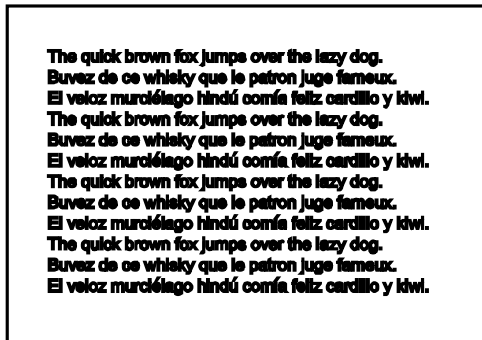 The quick brown fox jumps over the lazy dog.
Buvez de ce whisky que le patron juge fameux.
El veloz murciélago hindú comía feliz cardillo y kiwi.
The quick brown fox jumps over the lazy dog.
Buvez de ce whisky que le patron juge fameux.
El veloz murciélago hindú comía feliz cardillo y kiwi.
The quick brown fox jumps over the lazy dog.
Buvez de ce whisky que le patron juge fameux.
El veloz murciélago hindú comía feliz cardillo y kiwi.
The quick brown fox jumps over the lazy dog.
Buvez de ce whisky que le patron juge fameux.
El veloz murciélago hindú comía feliz cardillo y kiwi.